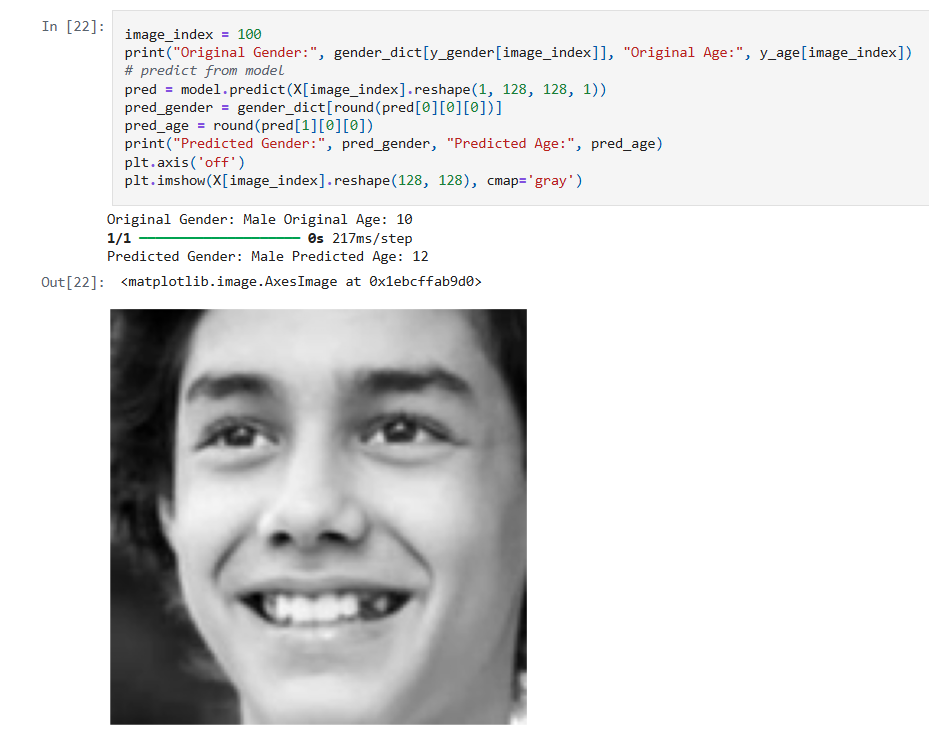 In [22]:
image_index = 100
print("Original Gender:", gender_dict[y_gender[image_index]], "Original Age:", y_age[image_index])
# predict from model
pred = model.predict(X[image_index].reshape(1, 128, 128, 1))
pred_gender = gender_dict[round(pred[0][0][0])]
pred_age = round(pred[1][0][0])
print("Predicted Gender:", pred_gender, "Predicted Age:", pred_age)
plt.axis('off')
plt.imshow(X[image_index].reshape(128, 128), cmap='gray')
Original Gender: Male Original Age: 10
1/1 0s 217ms/step
Predicted Gender: Male Predicted Age: 12
Out[22]: <matplotlib.image.AxesImage at 0x1ebcffab9d0>